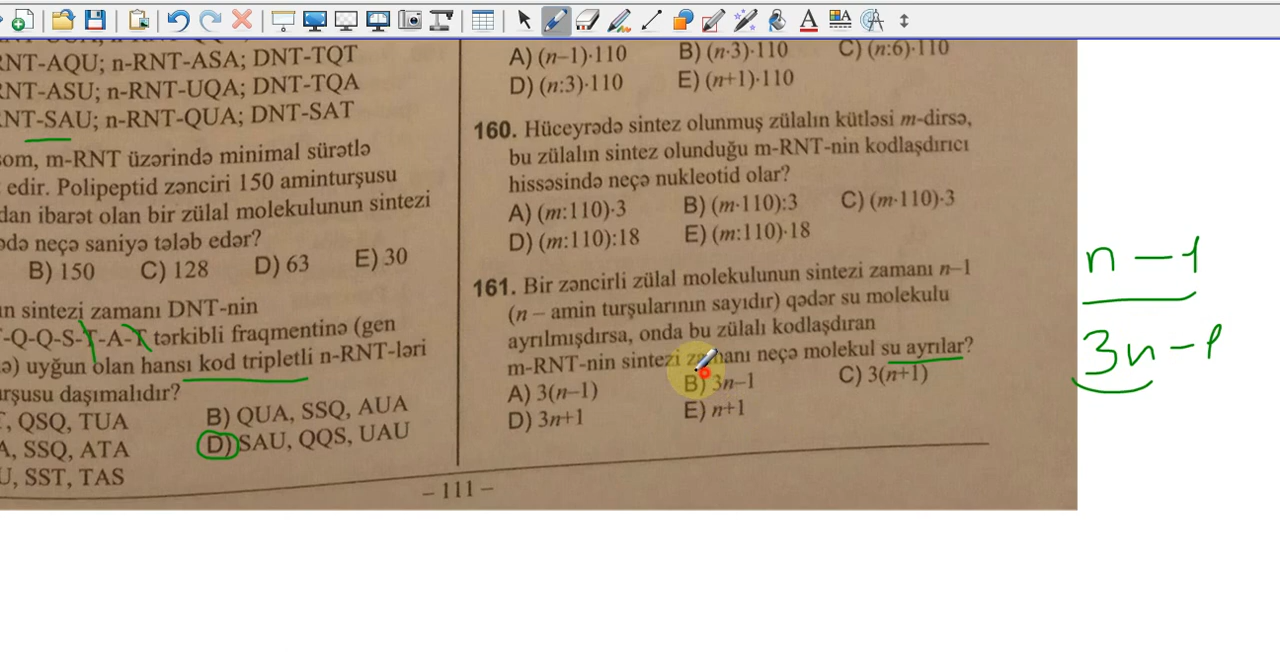 RNT-AQU; n-RNT-ASA; DNT-TQT
RNT-ASU; n-RNT-UQA; DNT-TQA
RNT-SAU; n-RNT-QUA; DNT-SAT
som, m-RNT üzərində minimal sürətlə
edir. Polipeptid zənciri 150 aminturşusu
dan ibarət olan bir zülal molekulunun sintezi
ədə neçə saniyə tələb edər?
B) 150 C) 128 D) 63 E) 30
ın sintezi zamanı DNT-nin
-Q-Q-S-T-A-T tərkibli fraqmentinə (gen
ə) uyğun olan hansı kod tripletli n-RNT-ləri
urşusu daşımalıdır?
, QSQ, TUA B) QUA, SSQ, AUA
A, SSQ, ATA D) SAU, QQS, UAU
U, SST, TAS
A) (n–1)·110 B) (n·3)·110 C) (n:6)·110
D) (n:3)·110 E) (n+1)·110
160. Hüceyrədə sintez olunmuş zülalın kütləsi m-dirsə,
bu zülalın sintez olunduğu m-RNT-nin kodlaşdırıcı
hissəsində neçə nukleotid olar?
A) (m:110)·3 B) (m·110):3 C) (m·110)·3
D) (m:110):18 E) (m:110)·18
161. Bir zəncirli zülal molekulunun sintezi zamanı n–1
(n – amin turşularının sayıdır) qədər su molekulu
ayrılmışdırsa, onda bu zülalı kodlaşdıran
m-RNT-nin sintezi zamanı neçə molekul su ayrılar?
A) 3(n–1) B) 3n–1 C) 3(n+1)
D) 3n+1 E) n+1
– 111 –
n – 1
3n – 1